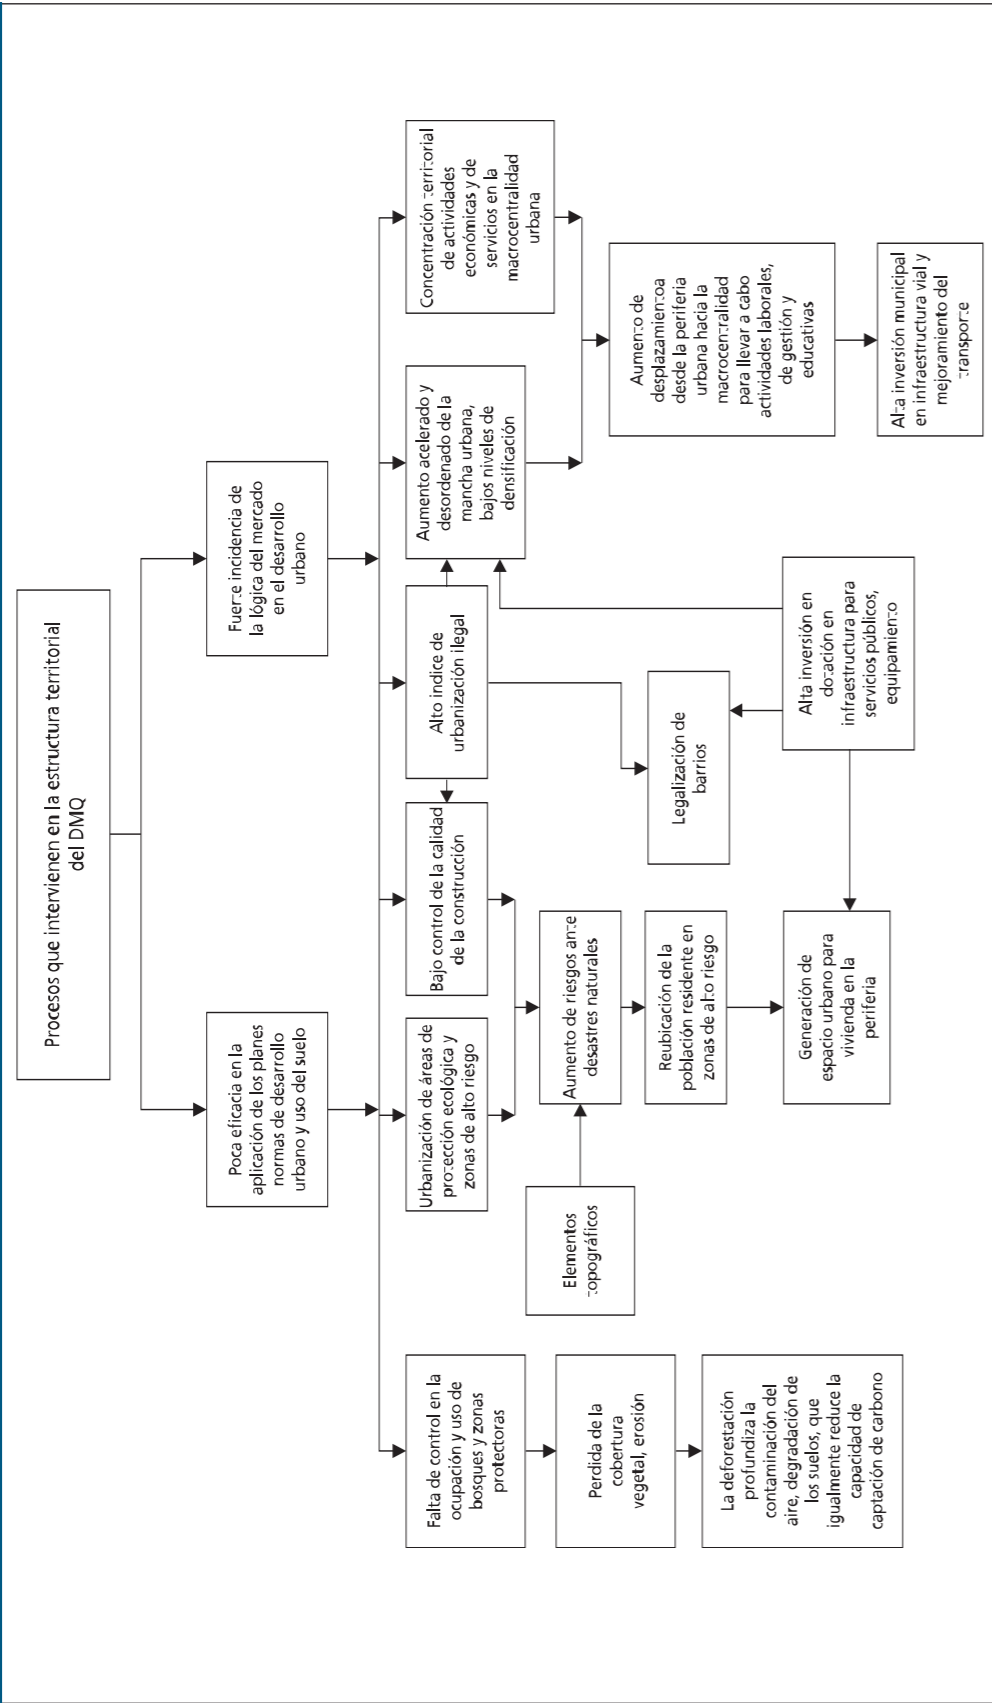 Procesos que intervienen en la estructura territorial
del DMQ
Poca eficacia en la
aplicación de los planes
normas de desarrollo
urbano y uso del suelo
Fuerte incidencia de
la lógica del mercado
en el desarrollo
urbano
Falta de control en la
ocupación y uso de
bosques y zonas
protectoras
Urbanización de áreas de
protección ecológica y
zonas de alto riesgo
Bajo control de la calidad
de la construcción
Alto indice de
urbanización ilegal
Aumento acelerado y
desordenado de la
mancha urbana,
bajos niveles de
densificación
Concentración territorial
de actividades
económicas y de
servicios en la
macrocentralidad
urbana
Perdida de la
cobertura
vegetal, erosión
Elementos
topográficos
Aumento de riesgos ante
desastres naturales
Legalización de
barrios
Aumento de
desplazamientoa
desde la periferia
urbana hacia la
macrocentralidad
para llevar a cabo
actividades laborales,
de gestión y
educativas
La deforestación
profundiza la
contaminación del
aire, degradación de
los suelos, que
igualmente reduce la
capacidad de
captación de carbono
Reubicación de la
población residente en
zonas de alto riesgo
Generación de
espacio urbano para
vivienda en la
periferia
Alta inversión en
dotación en
infraestructura para
servicios públicos,
equipamiento
Alta inversión municipal
en infraestructura vial y
mejoramiento del
transporte